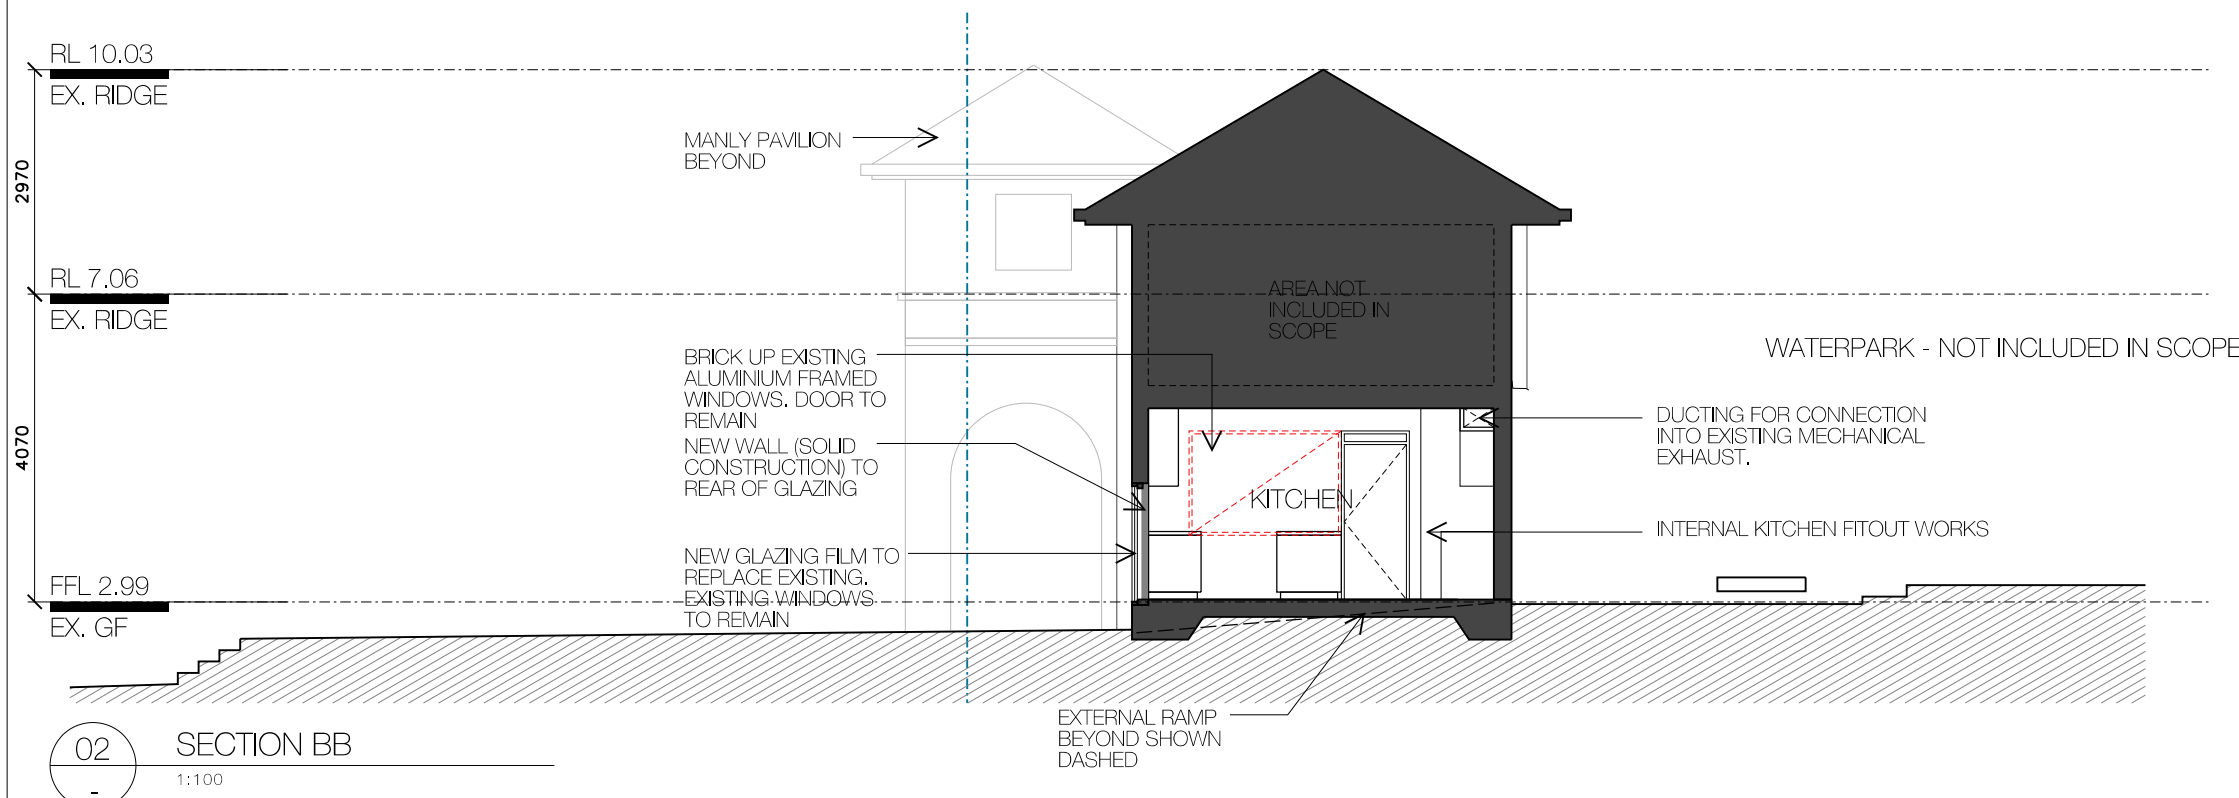 RL 10.03
EX. RIDGE
2970
RL 7.06
EX. RIDGE
4070
FFL 2.99
EX. GF
MANLY PAVILION
BEYOND
AREA NOT
INCLUDED IN
SCOPE
BRICK UP EXISTING
ALUMINIUM FRAMED
WINDOWS. DOOR TO
REMAIN
NEW WALL (SOLID
CONSTRUCTION) TO
REAR OF GLAZING
NEW GLAZING FILM TO
REPLACE EXISTING.
EXISTING WINDOWS
TO REMAIN
KITCHEN
WATERPARK - NOT INCLUDED IN SCOPE
DUCTING FOR CONNECTION
INTO EXISTING MECHANICAL
EXHAUST.
INTERNAL KITCHEN FITOUT WORKS
EXTERNAL RAMP
BEYOND SHOWN
DASHED
02
-
SECTION BB
1:100